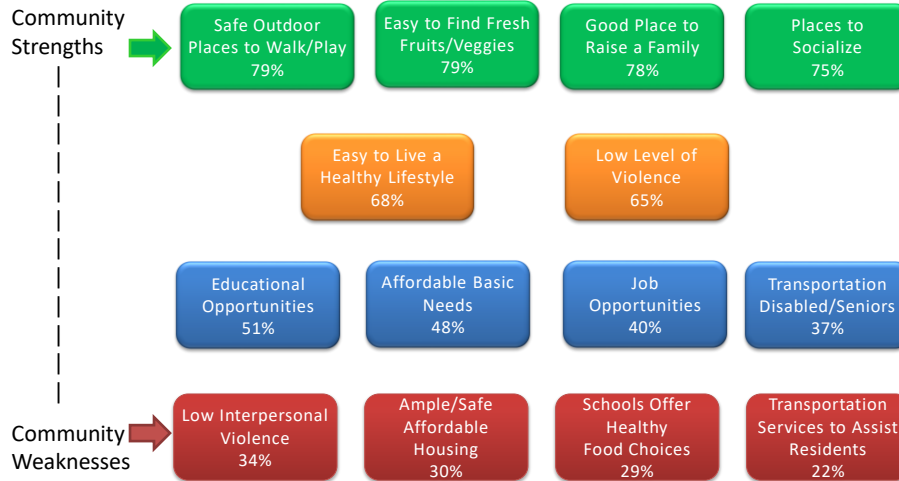 Community
Strengths
Safe Outdoor
Places to Walk/Play
79%
Easy to Find Fresh
Fruits/Veggies
79%
Good Place to
Raise a Family
78%
Places to
Socialize
75%
Easy to Live a
Healthy Lifestyle
68%
Low Level of
Violence
65%
Educational
Opportunities
51%
Affordable Basic
Needs
48%
Job
Opportunities
40%
Transportation
Disabled/Seniors
37%
Community
Weaknesses
Low Interpersonal
Violence
34%
Ample/Safe
Affordable
Housing
30%
Schools Offer
Healthy
Food Choices
29%
Transportation
Services to Assist
Residents
22%